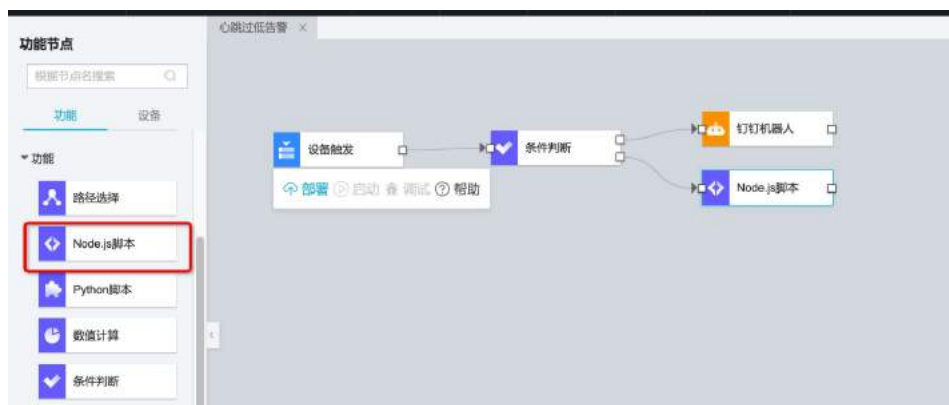 心跳过低告警 ×
功能节点
根据节点名搜索
功能 设备
功能
路径选择
Node.js脚本
Python脚本
数值计算
条件判断
设备触发
部署 启动 调试 帮助
条件判断
钉钉机器人
Node.js脚本